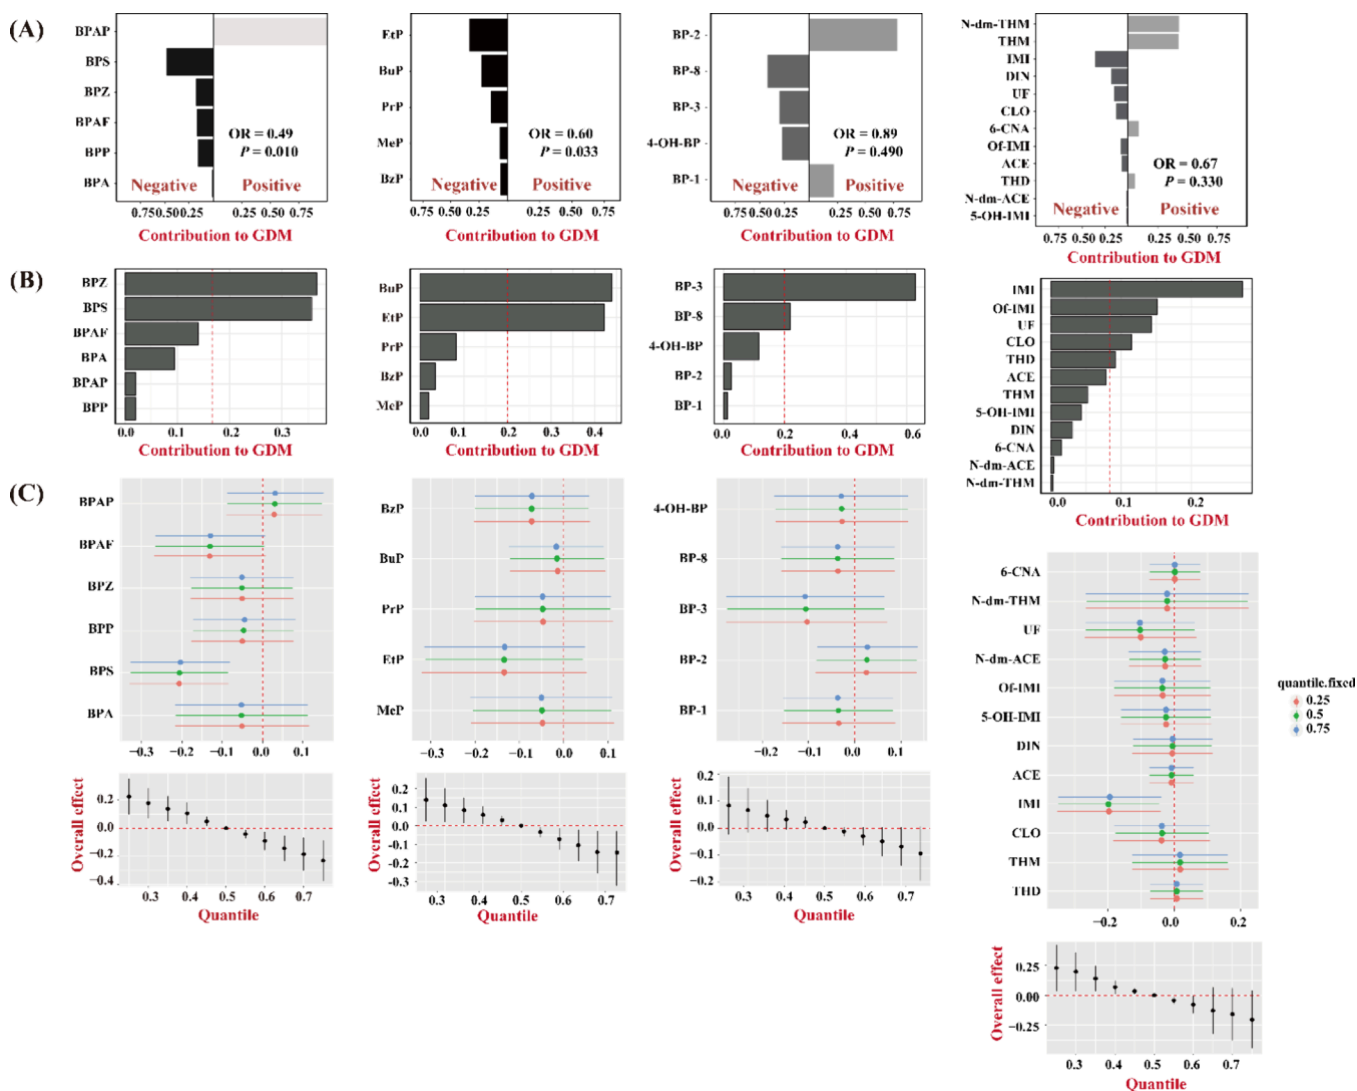 (A)
BPAP
BPS
BPZ
BPAF
BPP
BPA
OR = 0.49
P = 0.010
Negative Positive
0.75 0.50 0.25 0.25 0.50 0.75
Contribution to GDM
EtP
BuP
PrP
MeP
BzP
OR = 0.60
P = 0.033
Negative Positive
0.75 0.50 0.25 0.25 0.50 0.75
Contribution to GDM
BP-2
BP-8
BP-3
4-OH-BP
BP-1
OR = 0.89
P = 0.490
Negative Positive
0.75 0.50 0.25 0.25 0.50 0.75
Contribution to GDM
N-dm-THM
THM
IMI
DIN
UF
CLO
6-CNA
Of-IMI
ACE
THD
N-dm-ACE
5-OH-IMI
OR = 0.67
P = 0.330
Negative Positive
0.75 0.50 0.25 0.25 0.50 0.75
Contribution to GDM
(B)
BPZ
BPS
BPAF
BPA
BPAP
BPP
0.0 0.1 0.2 0.3
Contribution to GDM
BuP
EtP
PrP
BzP
MeP
0.0 0.1 0.2 0.3 0.4
Contribution to GDM
BP-3
BP-8
4-OH-BP
BP-2
BP-1
0.0 0.2 0.4 0.6
Contribution to GDM
IMI
Of-IMI
UF
CLO
THD
ACE
THM
5-OH-IMI
DIN
6-CNA
N-dm-ACE
N-dm-THM
0.0 0.1 0.2
Contribution to GDM
(C)
BPAP
BPAF
BPZ
BPP
BPS
BPA
−0.3 −0.2 −0.1 0.0 0.1
BzP
BuP
PrP
EtP
MeP
−0.3 −0.2 −0.1 0.0 0.1
4-OH-BP
BP-8
BP-3
BP-2
BP-1
−0.2 −0.1 0.0 0.1
6-CNA
N-dm-THM
UF
N-dm-ACE
Of-IMI
5-OH-IMI
DIN
ACE
IMI
CLO
THM
THD
−0.2 0.0 0.2
quantile.fixed
0.25
0.5
0.75
Overall effect
0.2
0.0
−0.2
−0.4
0.3 0.4 0.5 0.6 0.7
Quantile
Overall effect
0.2
0.1
0.0
-0.1
-0.2
-0.3
0.3 0.4 0.5 0.6 0.7
Quantile
Overall effect
0.2
0.1
0.0
−0.1
−0.2
0.3 0.4 0.5 0.6 0.7
Quantile
Overall effect
0.25
0.00
−0.25
0.3 0.4 0.5 0.6 0.7
Quantile